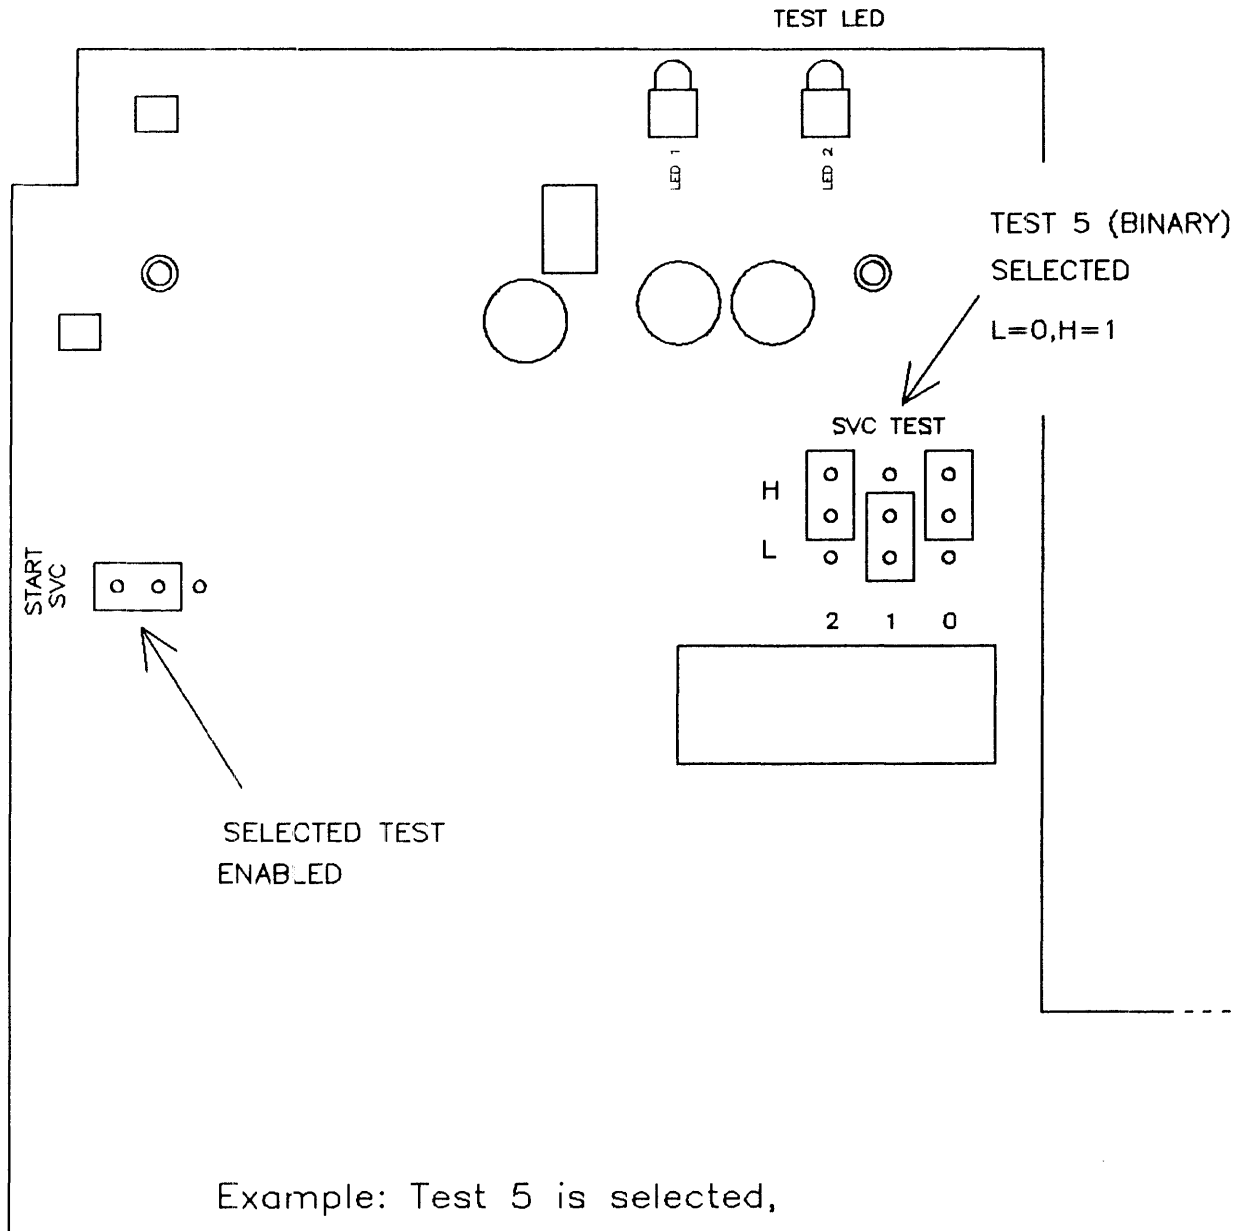 TEST LED
LED 1
LED 2
TEST 5 (BINARY)
SELECTED
L=0,H=1
SVC TEST
H
L
START
SVC
2 1 0
SELECTED TEST
ENABLED
Example: Test 5 is selected,